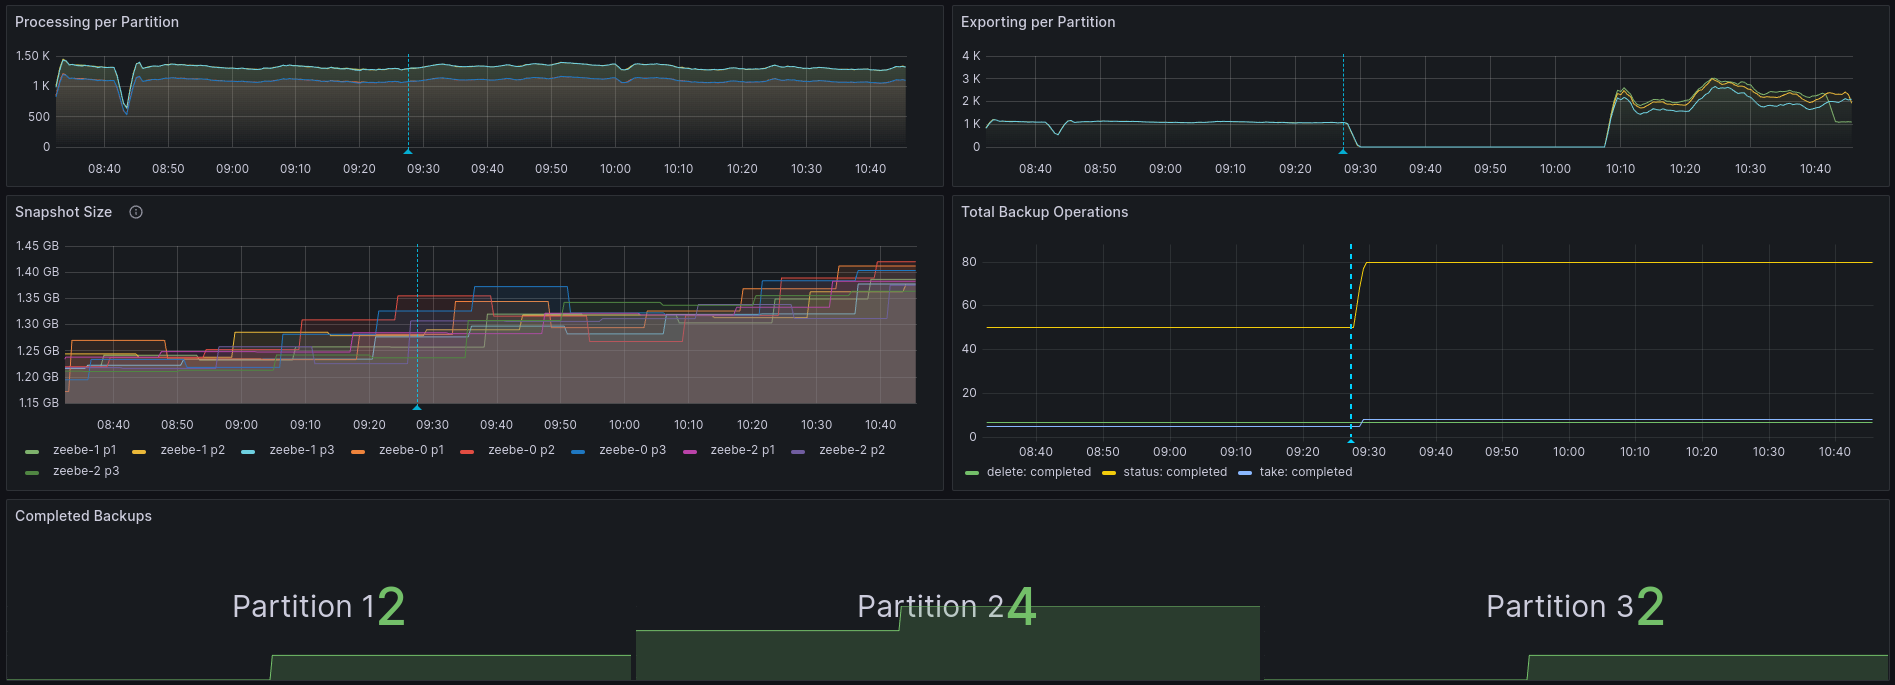 Processing per Partition
1.50 K
1 K
500
0
08:40 08:50 09:00 09:10 09:20 09:30 09:40 09:50 10:00 10:10 10:20 10:30 10:40
Exporting per Partition
4 K
3 K
2 K
1 K
0
08:40 08:50 09:00 09:10 09:20 09:30 09:40 09:50 10:00 10:10 10:20 10:30 10:40
Snapshot Size
1.45 GB
1.40 GB
1.35 GB
1.30 GB
1.25 GB
1.20 GB
1.15 GB
08:40 08:50 09:00 09:10 09:20 09:30 09:40 09:50 10:00 10:10 10:20 10:30 10:40
zeebe-1 p1 zeebe-1 p2 zeebe-1 p3 zeebe-0 p1 zeebe-0 p2 zeebe-0 p3 zeebe-2 p1 zeebe-2 p2
zeebe-2 p3
Total Backup Operations
80
60
40
20
0
08:40 08:50 09:00 09:10 09:20 09:30 09:40 09:50 10:00 10:10 10:20 10:30 10:40
delete: completed status: completed take: completed
Completed Backups
Partition 1 2
Partition 2 4
Partition 3 2